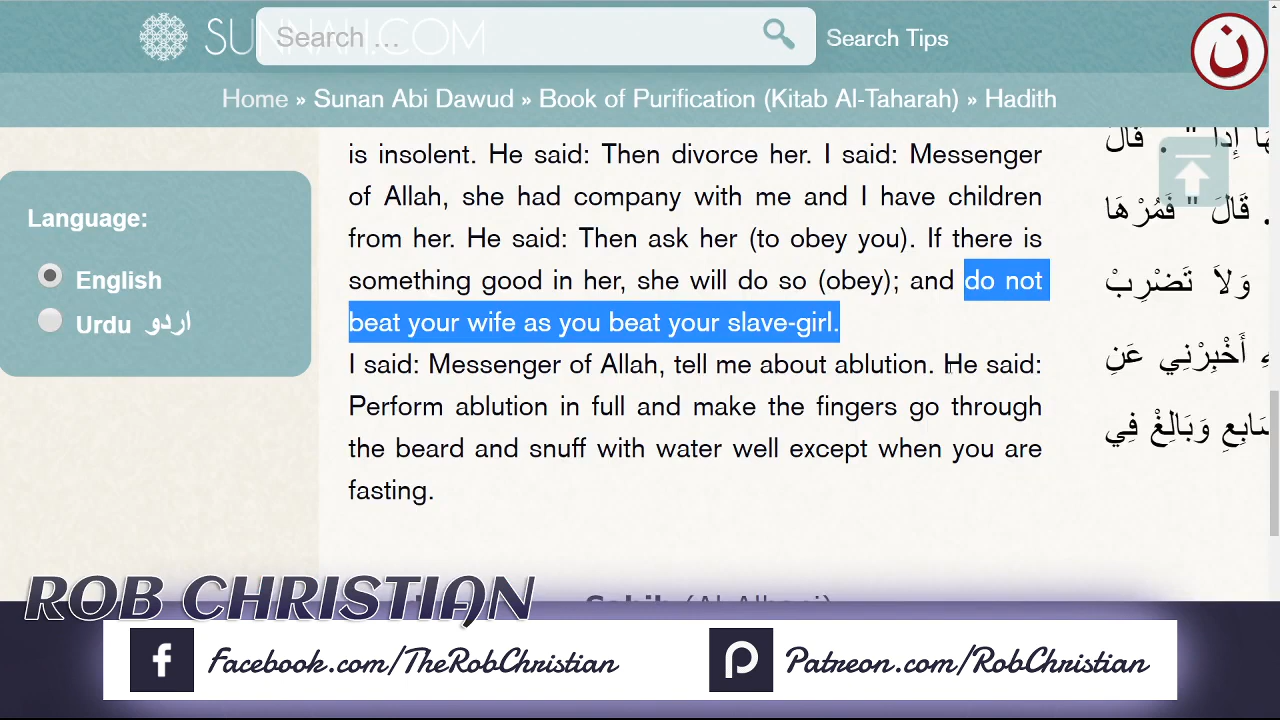 SUNNAH.COM
Search ...
Search Tips
ن
Home » Sunan Abi Dawud » Book of Purification (Kitab Al-Taharah) » Hadith
is insolent. He said: Then divorce her. I said: Messenger
of Allah, she had company with me and I have children
from her. He said: Then ask her (to obey you). If there is
something good in her, she will do so (obey); and do not
beat your wife as you beat your slave-girl.
I said: Messenger of Allah, tell me about ablution. He said:
Perform ablution in full and make the fingers go through
the beard and snuff with water well except when you are
fasting.
Language:
English
Urdu اردو
إِذًا " . قَالَ
. قَالَ " فَمُرْهَا
وَلاَ تَضْرِبْ
أَخْبِرْنِي عَنِ
وَبَالِغْ فِي
Sahih (Al-Albani)
ROB CHRISTIAN
Facebook.com/TheRobChristian
Patreon.com/RobChristian